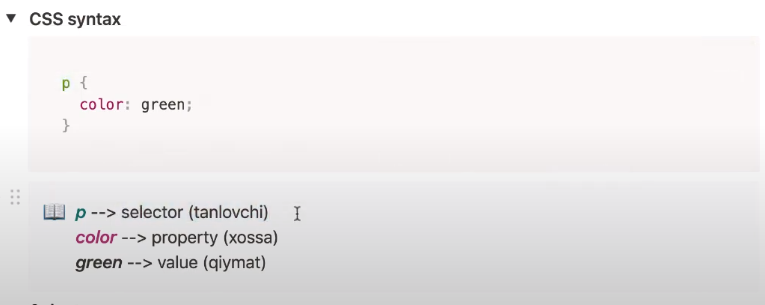 CSS syntax
p {
color: green;
}
p --> selector (tanlovchi)
color --> property (xossa)
green --> value (qiymat)